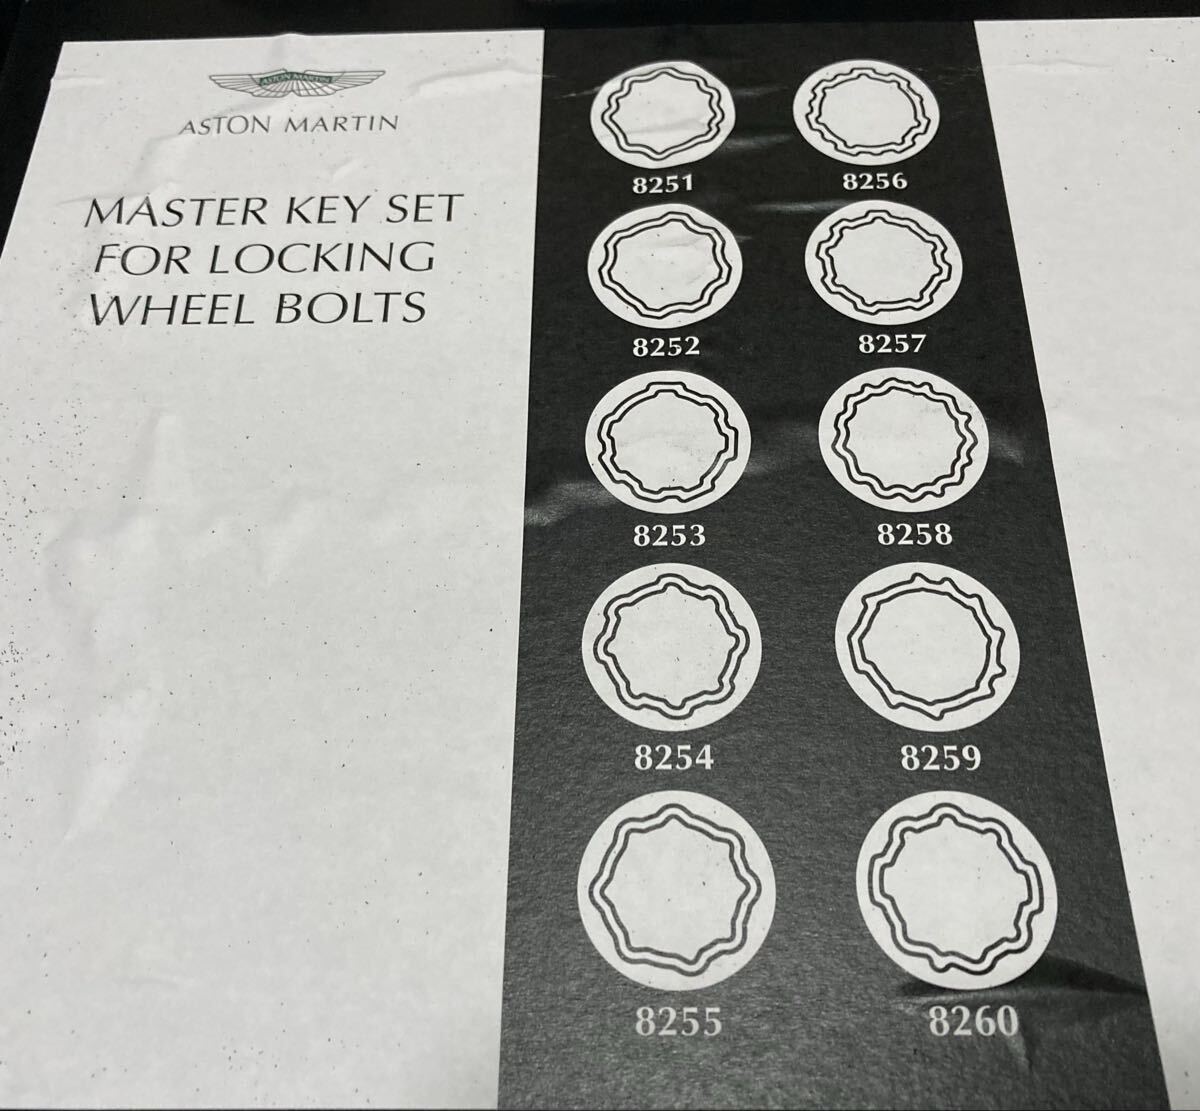 ASTON MARTIN
ASTON MARTIN
MASTER KEY SET
FOR LOCKING
WHEEL BOLTS
8251
8256
8252
8257
8253
8258
8254
8259
8255
8260